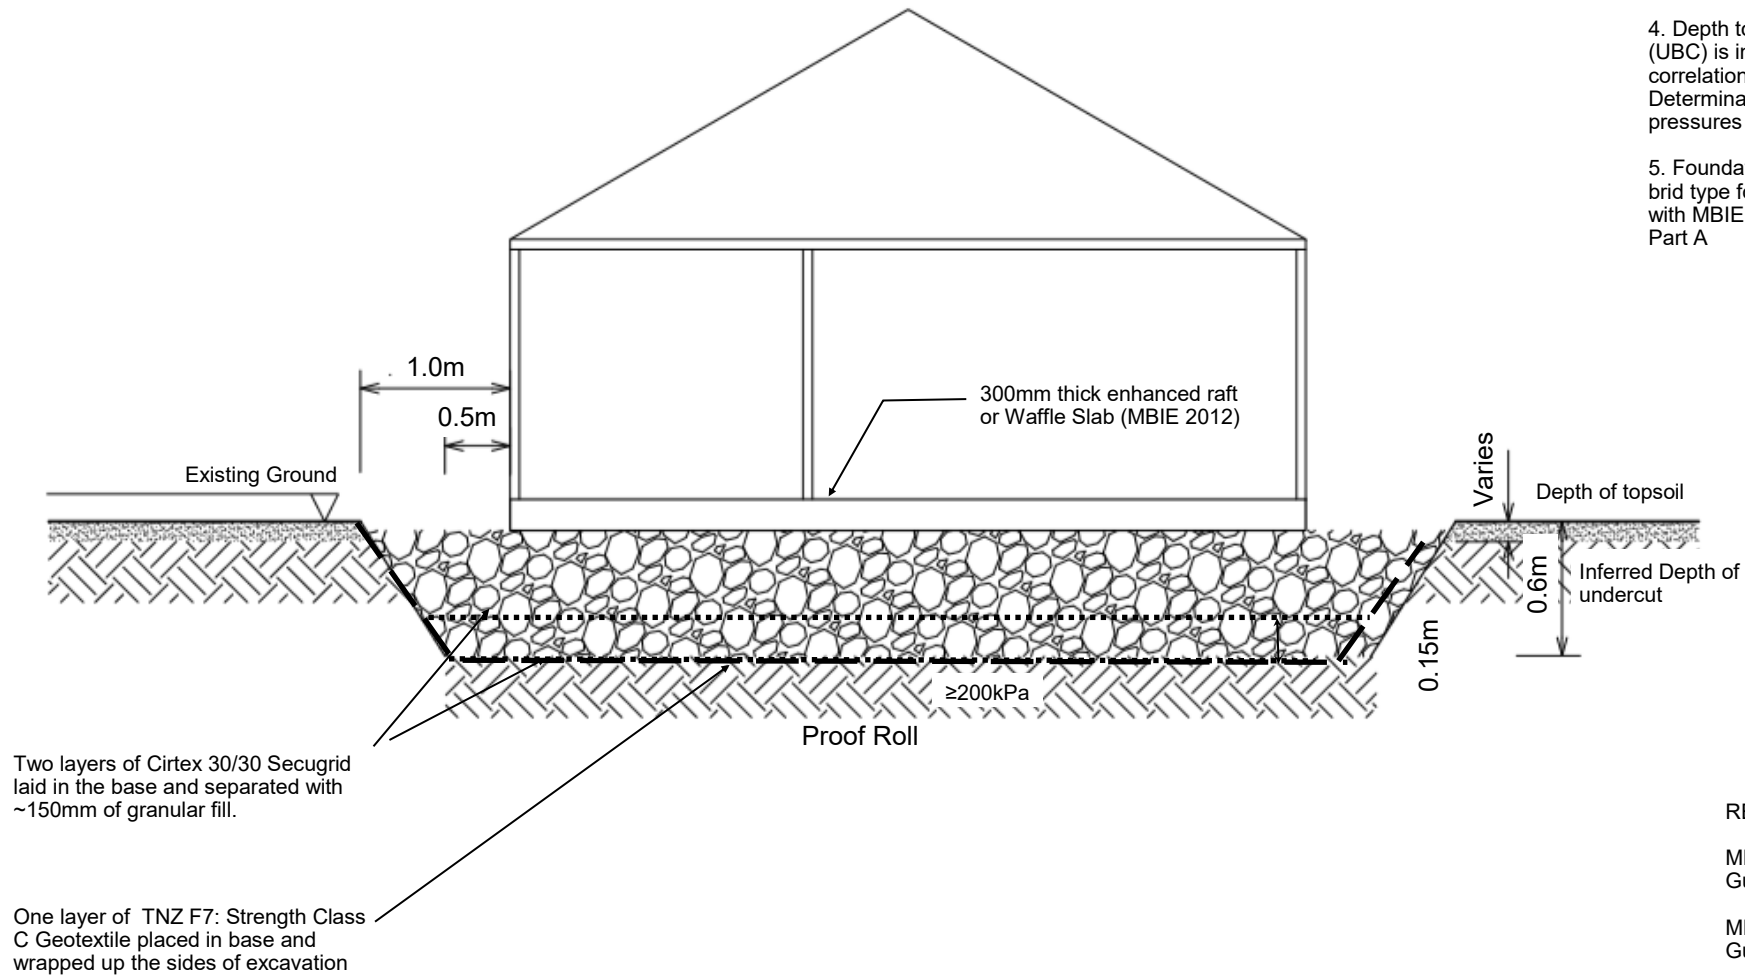 4. Depth to
(UBC) is in
correlation
Determina
pressures
5. Founda
brid type fo
with MBIE
Part A
1.0m
0.5m
300mm thick enhanced raft
or Waffle Slab (MBIE 2012)
Existing Ground
Varies
Depth of topsoil
0.6m
Inferred Depth of
undercut
0.15m
≥200kPa
Proof Roll
Two layers of Cirtex 30/30 Secugrid
laid in the base and separated with
~150mm of granular fill.
One layer of TNZ F7: Strength Class
C Geotextile placed in base and
wrapped up the sides of excavation
Gu
Gu